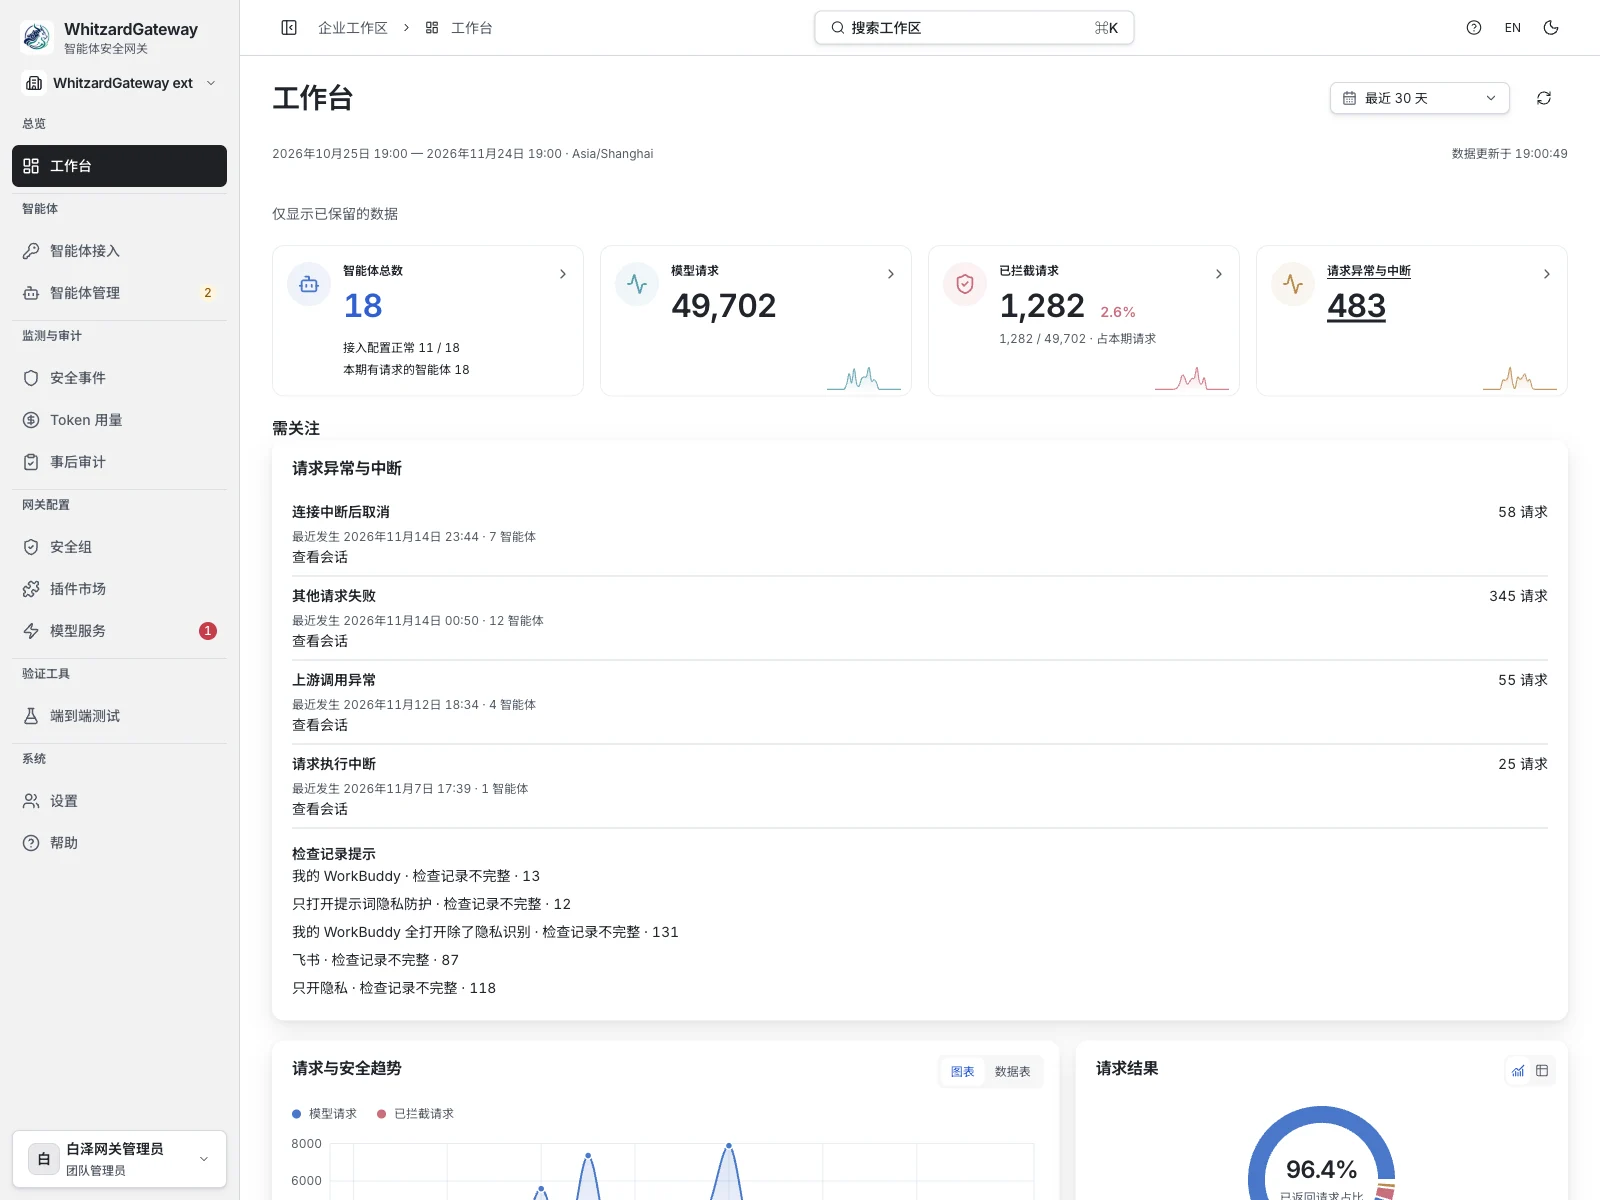 WhitzardGateway
智能体安全网关
WhitzardGateway ext
总览
工作台
智能体
智能体接入
智能体管理 2
监测与审计
安全事件
Token 用量
事后审计
网关配置
安全组
插件市场
模型服务 1
验证工具
端到端测试
系统
设置
帮助
白 白泽网关管理员
团队管理员
企业工作区 工作台
搜索工作区 ⌘K
EN
工作台
最近 30 天
2026年10月25日 19:00 — 2026年11月24日 19:00 · Asia/Shanghai
数据更新于 19:00:49
仅显示已保留的数据
智能体总数
18
接入配置正常 11 / 18
本期有请求的智能体 18
模型请求
49,702
已拦截请求
1,282 2.6%
1,282 / 49,702 · 占本期请求
请求异常与中断
483
需关注
请求异常与中断
连接中断后取消 58 请求
最近发生 2026年11月14日 23:44 · 7 智能体
查看会话
其他请求失败 345 请求
最近发生 2026年11月14日 00:50 · 12 智能体
查看会话
上游调用异常 55 请求
最近发生 2026年11月12日 18:34 · 4 智能体
查看会话
请求执行中断 25 请求
最近发生 2026年11月7日 17:39 · 1 智能体
查看会话
检查记录提示
我的 WorkBuddy · 检查记录不完整 · 13
只打开提示词隐私防护 · 检查记录不完整 · 12
我的 WorkBuddy 全打开除了隐私识别 · 检查记录不完整 · 131
飞书 · 检查记录不完整 · 87
只开隐私 · 检查记录不完整 · 118
请求与安全趋势
图表 数据表
模型请求 已拦截请求
8000
6000
请求结果
96.4%
已返回请求占比